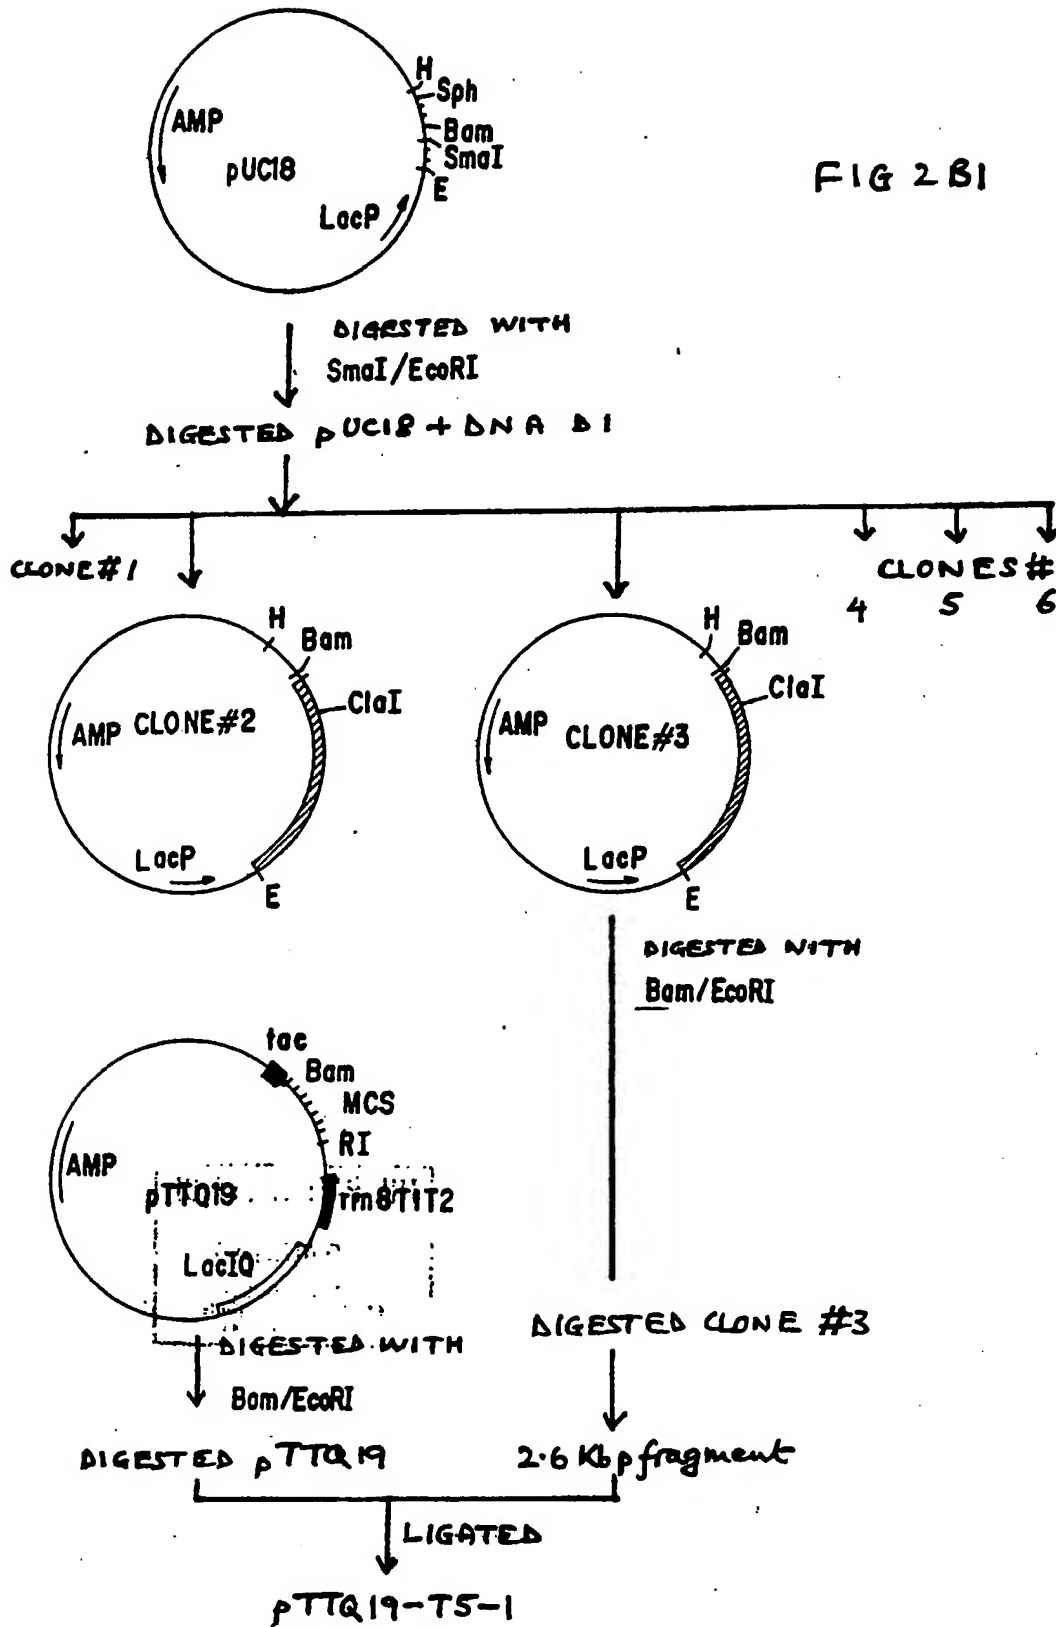 H
Sph
AMP
Bam
SmaI
pUC18
E
LacP
FIG 2B1
DIGESTED WITH
SmaI/EcoRI
DIGESTED pUC18 + DNA D1
CLONE#1
CLONES#
4 5 6
H
Bam
ClaI
AMP
CLONE#2
LacP
E
H
Bam
ClaI
AMP
CLONE#3
LacP
E
DIGESTED WITH
Bam/EcoRI
tac
Bam
MCS
RI
AMP
pTTQ19
rrn8T1T2
LacIQ
DIGESTED WITH
Bam/EcoRI
DIGESTED CLONE #3
DIGESTED pTTQ19
2.6 Kbp fragment
LIGATED
pTTQ19-T5-1